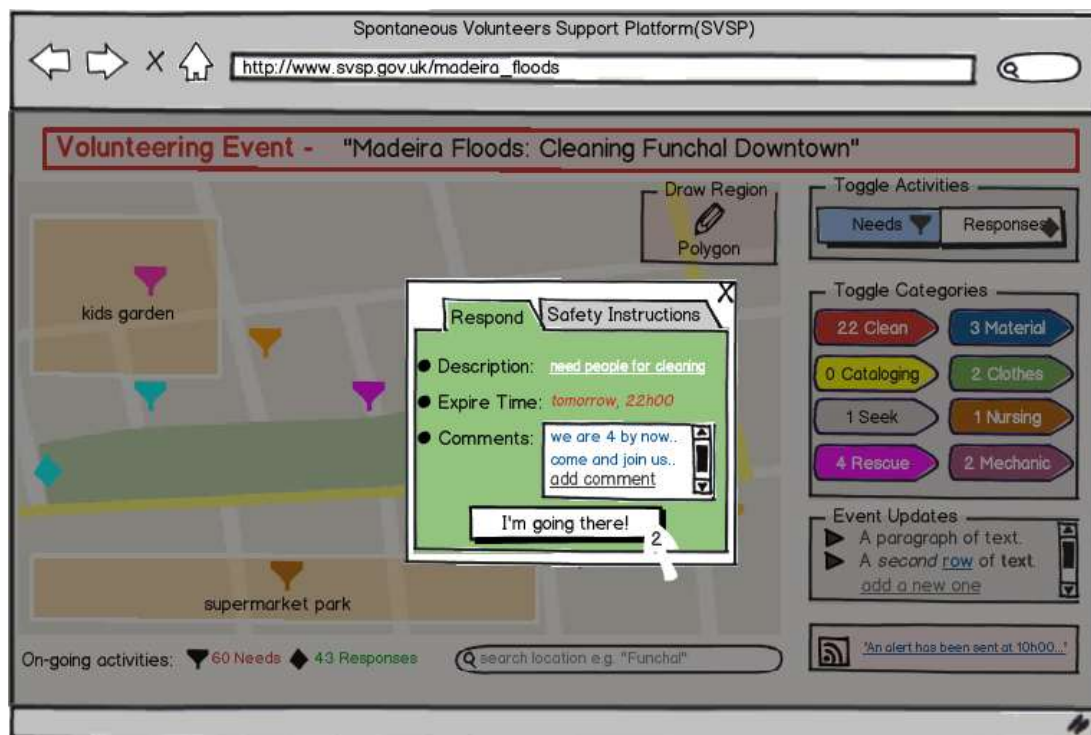 Spontaneous Volunteers Support Platform(SVSP)
http://www.svsp.gov.uk/madeira_floods
Volunteering Event - "Madeira Floods: Cleaning Funchal Downtown"
Draw Region
Polygon
Toggle Activities
Needs
Responses
kids garden
Toggle Categories
22 Clean
3 Material
0 Cataloging
2 Clothes
1 Seek
1 Nursing
4 Rescue
2 Mechanic
Respond
Safety Instructions
Description: need people for cleaning
Expire Time: tomorrow, 22h00
Comments: we are 4 by now..
come and join us..
add comment
I'm going there!
2
Event Updates
A paragraph of text.
A second row of text.
add a new one
supermarket park
On-going activities: 60 Needs 43 Responses
search location e.g. "Funchal"
"An alert has been sent at 10h00..."